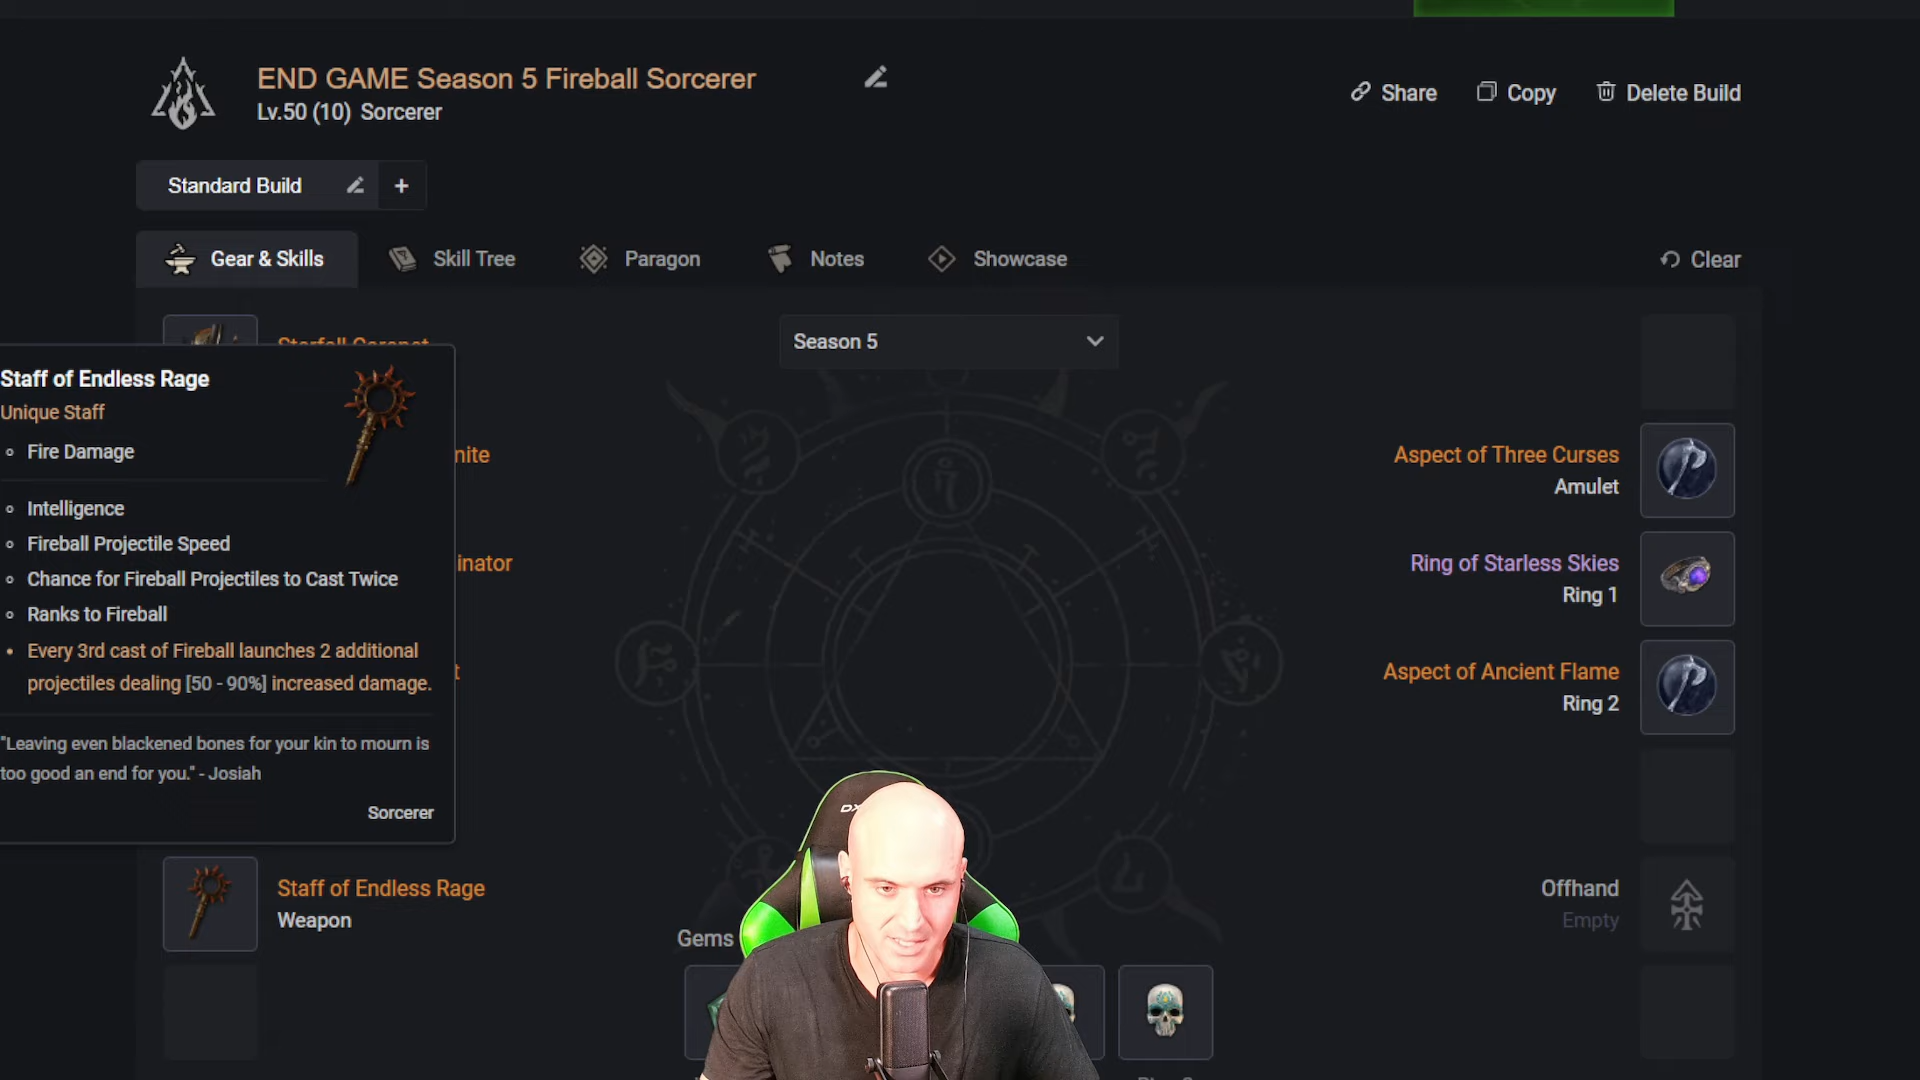 END GAME Season 5 Fireball Sorcerer
Lv.50 (10) Sorcerer
Share
Copy
Delete Build
Standard Build
+
Gear & Skills
Skill Tree
Paragon
Notes
Showcase
Clear
Starfall Coronet
Season 5
Staff of Endless Rage
Unique Staff
Fire Damage
Intelligence
Fireball Projectile Speed
Chance for Fireball Projectiles to Cast Twice
Ranks to Fireball
Every 3rd cast of Fireball launches 2 additional
projectiles dealing [50 - 90%] increased damage.
"Leaving even blackened bones for your kin to mourn is
too good an end for you." - Josiah
Sorcerer
nite
inator
t
Aspect of Three Curses
Amulet
Ring of Starless Skies
Ring 1
Aspect of Ancient Flame
Ring 2
Staff of Endless Rage
Weapon
Offhand
Empty
Gems
DX